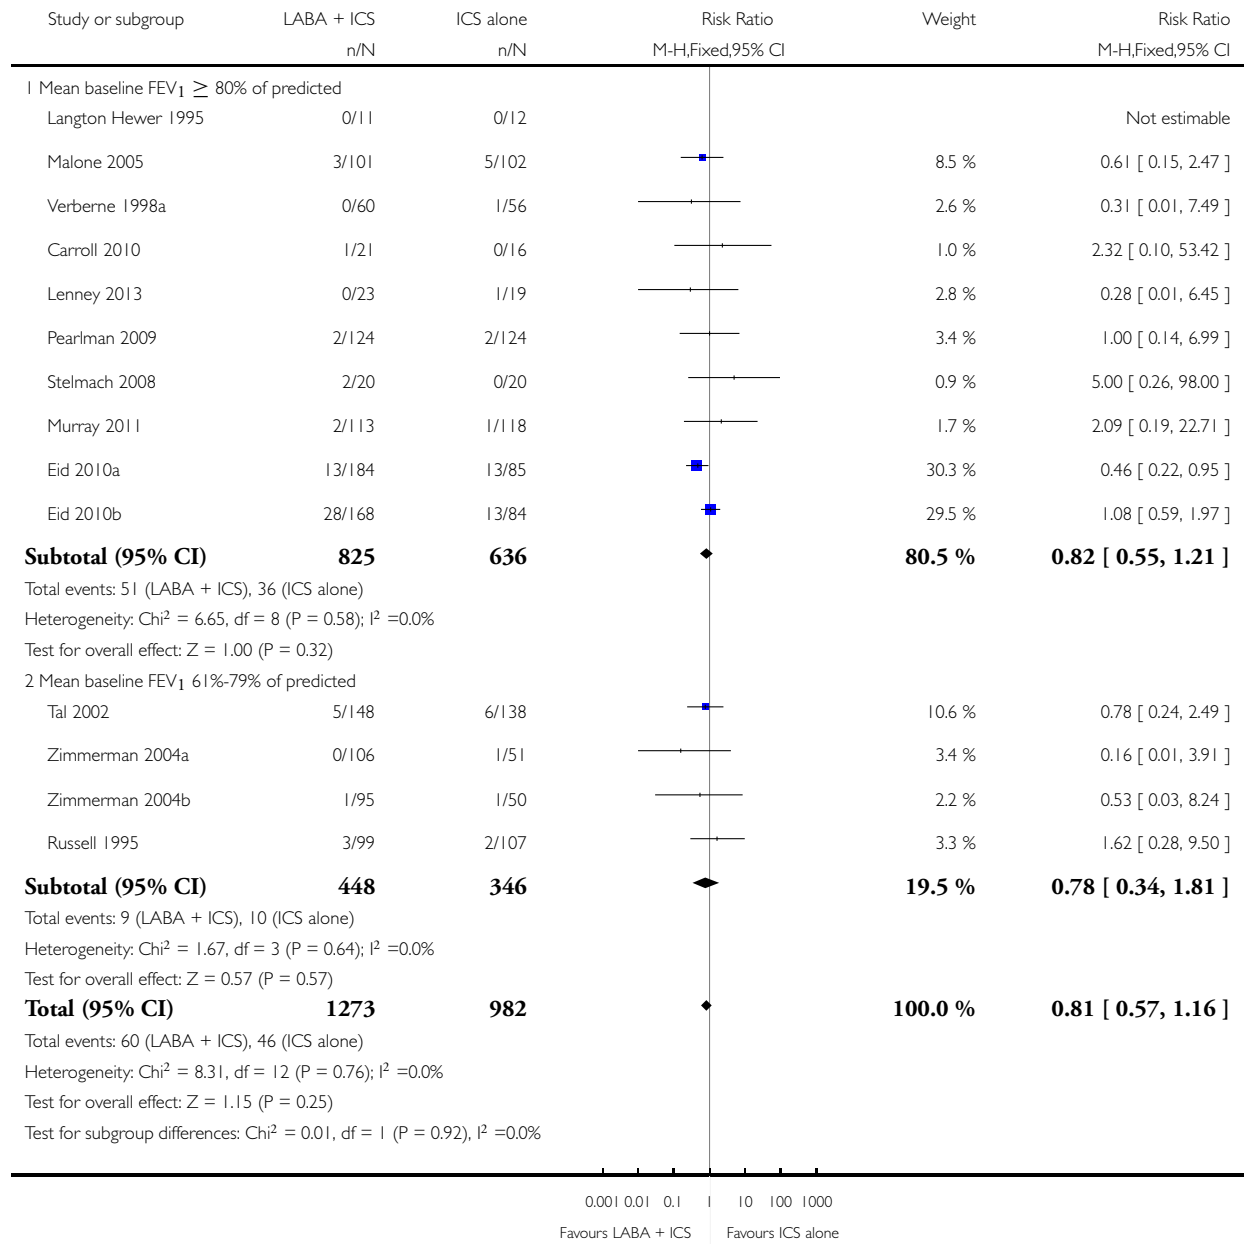 Study or subgroup LABA + ICS ICS alone Risk Ratio Weight Risk Ratio
n/N n/N M-H,Fixed,95% CI M-H,Fixed,95% CI
1 Mean baseline FEV1 ≥ 80% of predicted
Langton Hewer 1995 0/11 0/12 Not estimable
Malone 2005 3/101 5/102 8.5 % 0.61 [ 0.15, 2.47 ]
Verberne 1998a 0/60 1/56 2.6 % 0.31 [ 0.01, 7.49 ]
Carroll 2010 1/21 0/16 1.0 % 2.32 [ 0.10, 53.42 ]
Lenney 2013 0/23 1/19 2.8 % 0.28 [ 0.01, 6.45 ]
Pearlman 2009 2/124 2/124 3.4 % 1.00 [ 0.14, 6.99 ]
Stelmach 2008 2/20 0/20 0.9 % 5.00 [ 0.26, 98.00 ]
Murray 2011 2/113 1/118 1.7 % 2.09 [ 0.19, 22.71 ]
Eid 2010a 13/184 13/85 30.3 % 0.46 [ 0.22, 0.95 ]
Eid 2010b 28/168 13/84 29.5 % 1.08 [ 0.59, 1.97 ]
Subtotal (95% CI) 825 636 80.5 % 0.82 [ 0.55, 1.21 ]
Total events: 51 (LABA + ICS), 36 (ICS alone)
Heterogeneity: Chi² = 6.65, df = 8 (P = 0.58); I² =0.0%
Test for overall effect: Z = 1.00 (P = 0.32)
2 Mean baseline FEV1 61%-79% of predicted
Tal 2002 5/148 6/138 10.6 % 0.78 [ 0.24, 2.49 ]
Zimmerman 2004a 0/106 1/51 3.4 % 0.16 [ 0.01, 3.91 ]
Zimmerman 2004b 1/95 1/50 2.2 % 0.53 [ 0.03, 8.24 ]
Russell 1995 3/99 2/107 3.3 % 1.62 [ 0.28, 9.50 ]
Subtotal (95% CI) 448 346 19.5 % 0.78 [ 0.34, 1.81 ]
Total events: 9 (LABA + ICS), 10 (ICS alone)
Heterogeneity: Chi² = 1.67, df = 3 (P = 0.64); I² =0.0%
Test for overall effect: Z = 0.57 (P = 0.57)
Total (95% CI) 1273 982 100.0 % 0.81 [ 0.57, 1.16 ]
Total events: 60 (LABA + ICS), 46 (ICS alone)
Heterogeneity: Chi² = 8.31, df = 12 (P = 0.76); I² =0.0%
Test for overall effect: Z = 1.15 (P = 0.25)
Test for subgroup differences: Chi² = 0.01, df = 1 (P = 0.92), I² =0.0%
0.001 0.01 0.1 1 10 100 1000
Favours LABA + ICS Favours ICS alone